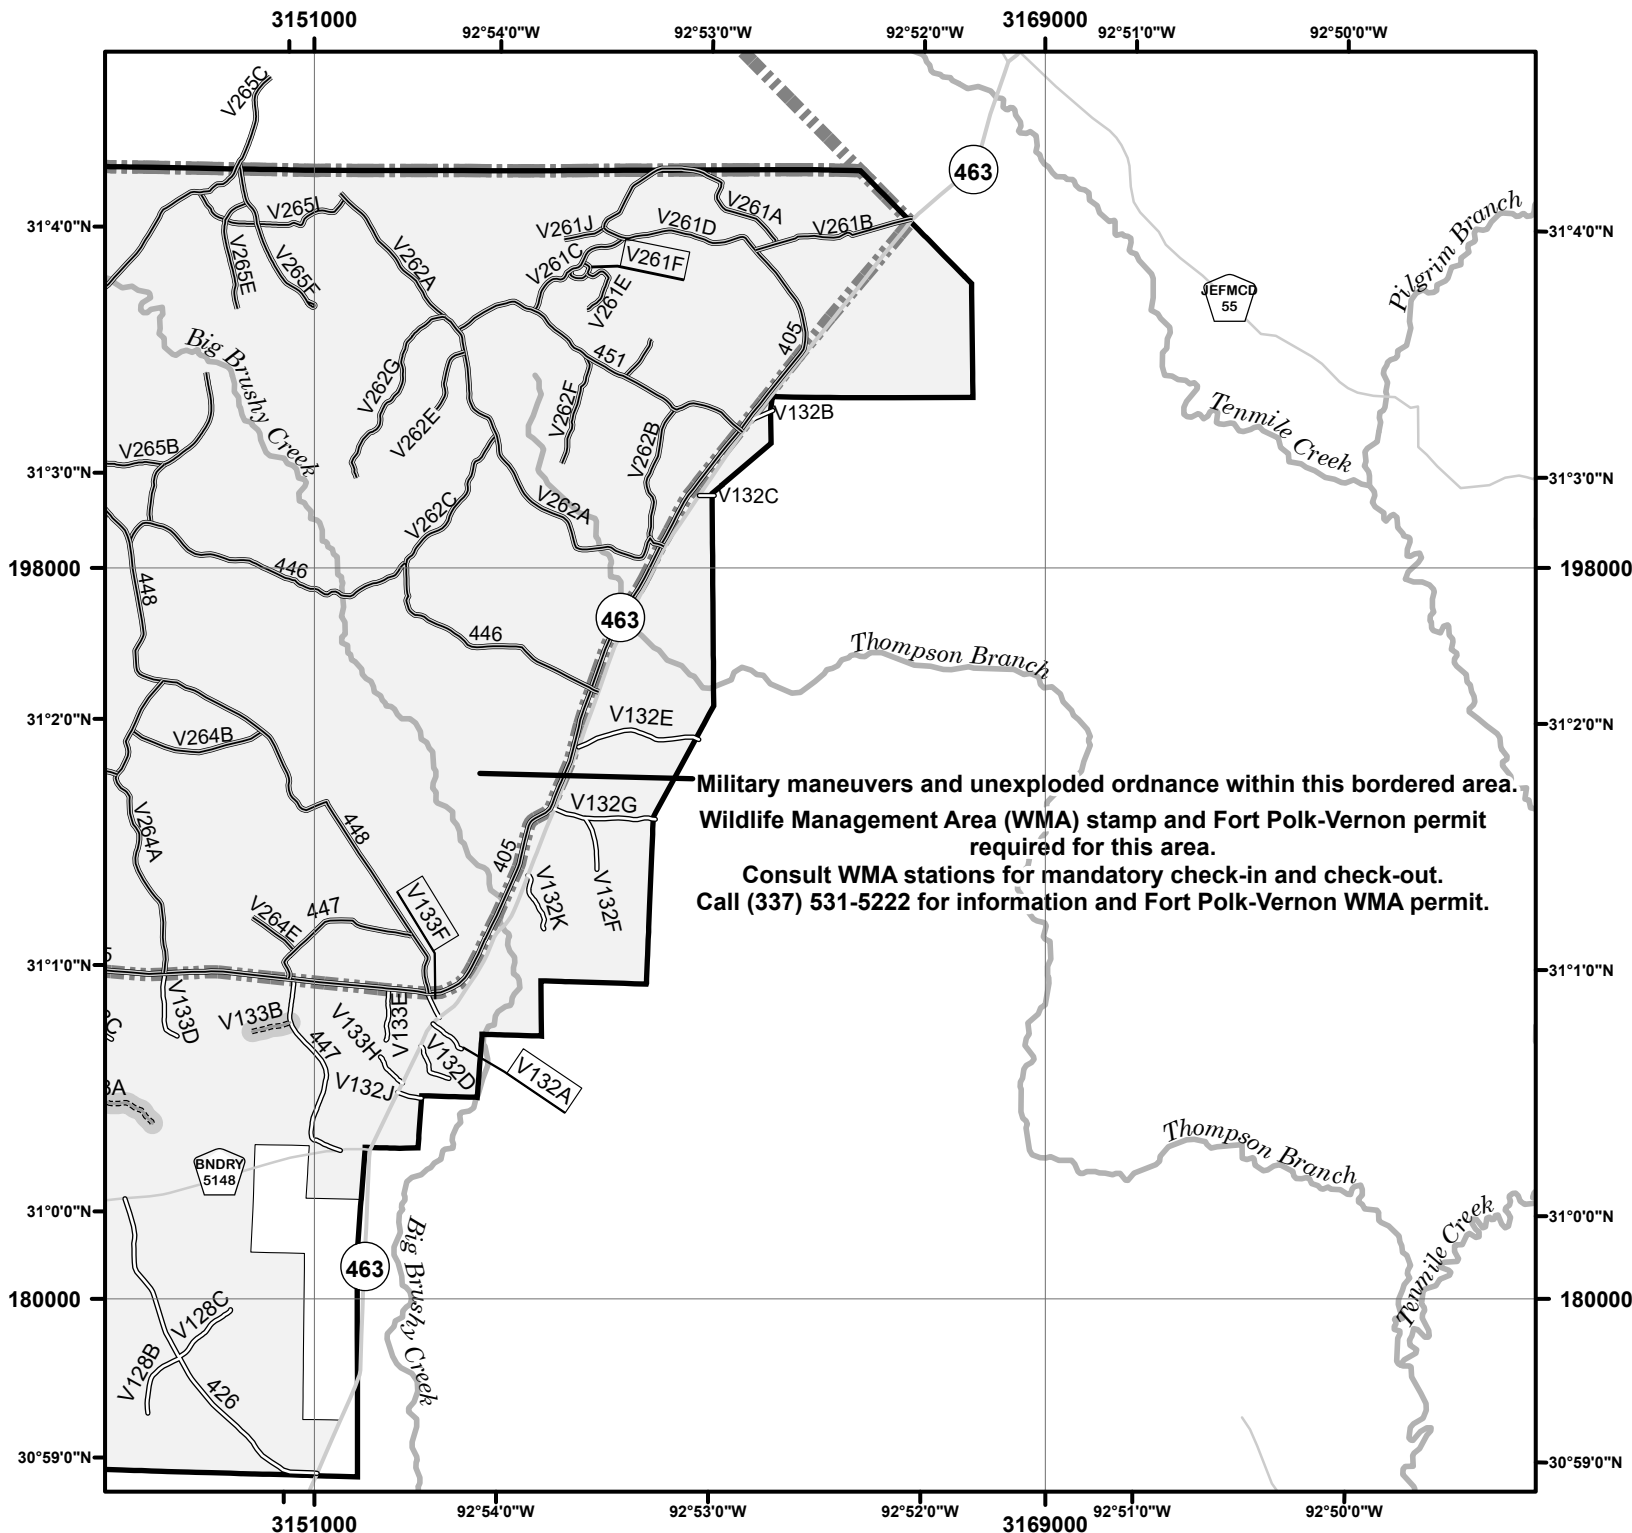 3151000
3169000
92°54'0"W
92°53'0"W
92°52'0"W
92°51'0"W
92°50'0"W
V265C
463
31°4'0"N
V265I
V261J
V261D
V261A
V261B
31°4'0"N
Pilgrim Branch
V265E
V265F
V262A
V261C
V261F
V261E
JEFMCD
55
Big Brushy Creek
405
451
V262G
V262E
V262F
V132B
Tenmile Creek
V265B
V262B
31°3'0"N
31°3'0"N
V262C
V262A
V132C
198000
446
198000
448
463
446
Thompson Branch
31°2'0"N
V264B
V132E
31°2'0"N
Military maneuvers and unexploded ordnance within this bordered area.
Wildlife Management Area (WMA) stamp and Fort Polk-Vernon permit
required for this area.
Consult WMA stations for mandatory check-in and check-out.
Call (337) 531-5222 for information and Fort Polk-Vernon WMA permit.
V132G
V264A
448
405
V132K
V132F
V264E
447
V133F
31°1'0"N
31°1'0"N
V133D
V133B
V133H
V133E
447
V132D
V132J
V132A
3A
BNDRY
5148
Thompson Branch
31°0'0"N
31°0'0"N
Big Brushy Creek
Tenmile Creek
463
180000
180000
V128C
V128B
426
30°59'0"N
30°59'0"N
92°54'0"W
92°53'0"W
92°52'0"W
92°51'0"W
92°50'0"W
3151000
3169000